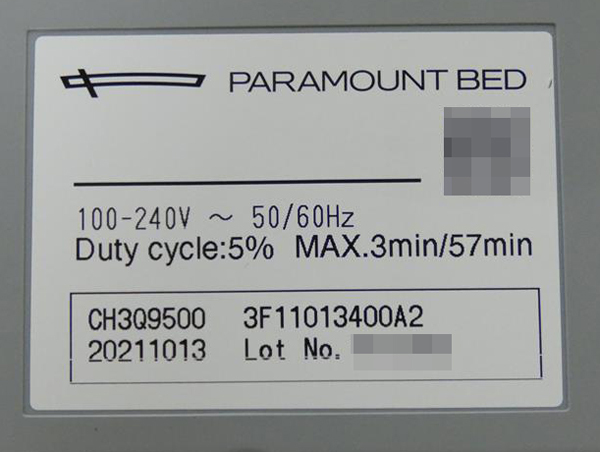 PARAMOUNT BED
100-240V ~ 50/60Hz
Duty cycle:5% MAX.3min/57min
CH3Q9500 3F11013400A2
20211013 Lot No.